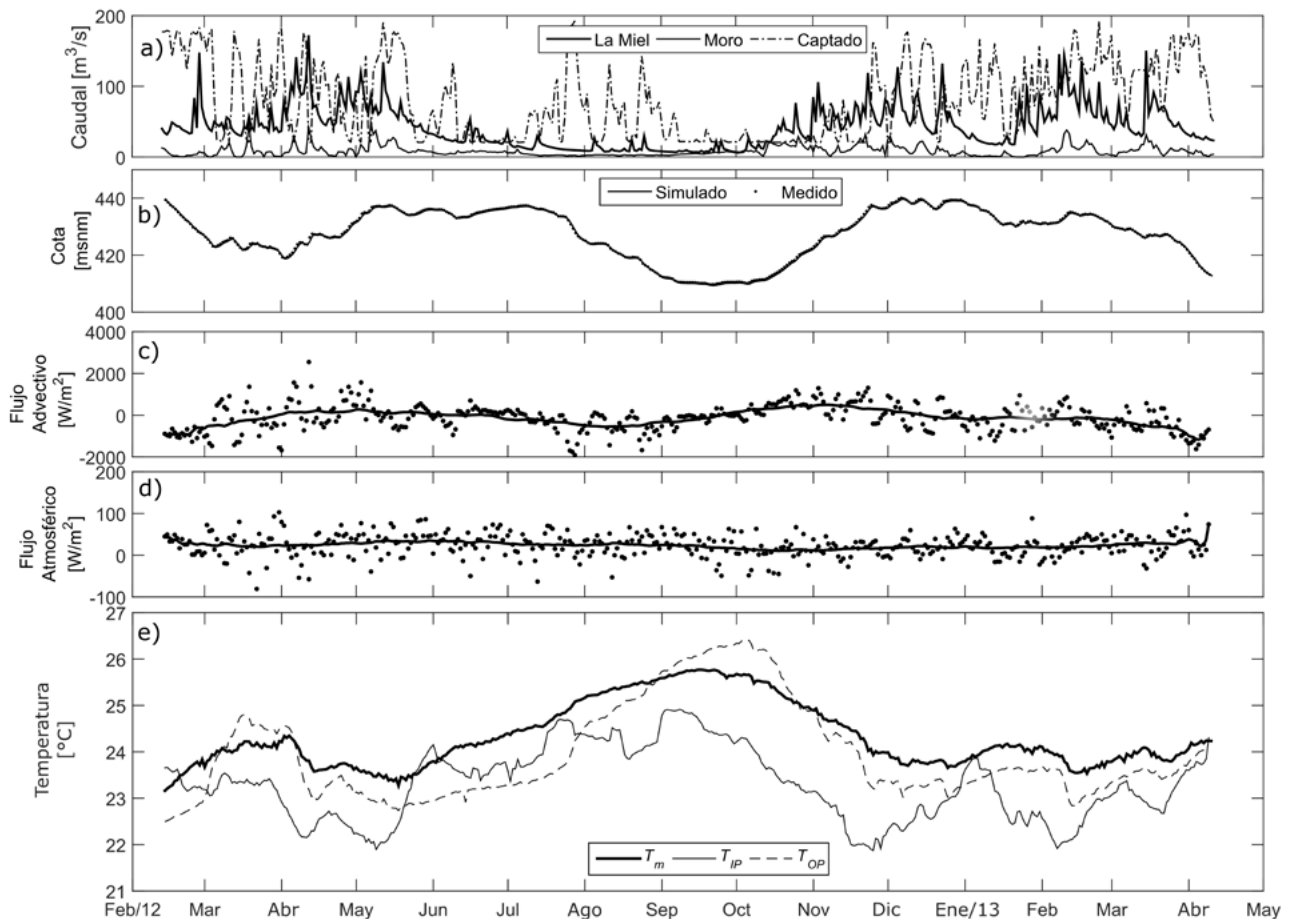 a)
Caudal [m³/s]
200
100
0
La Miel Moro Captado
b)
Cota
[msnm]
440
420
400
Simulado Medido
c)
Flujo
Advectivo
[W/m²]
4000
2000
0
-2000
d)
Flujo
Atmosférico
[W/m²]
200
100
0
-100
e)
Temperatura
[°C]
27
26
25
24
23
22
21
T_m T_IP T_OP
Feb/12 Mar Abr May Jun Jul Ago Sep Oct Nov Dic Ene/13 Feb Mar Abr May